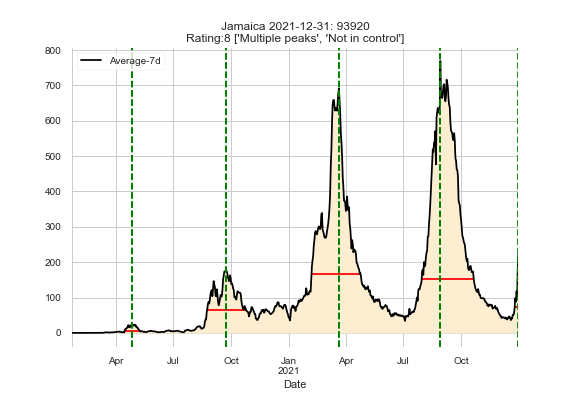 Jamaica 2021-12-31: 93920
Rating:8 ['Multiple peaks', 'Not in control']
Average-7d
800
700
600
500
400
300
200
100
0
Apr Jul Oct Jan Apr Jul Oct
2021
Date